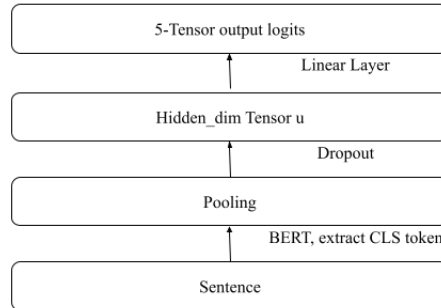 5-Tensor output logits
Linear Layer
Hidden_dim Tensor u
Dropout
Pooling
BERT, extract CLS token
Sentence